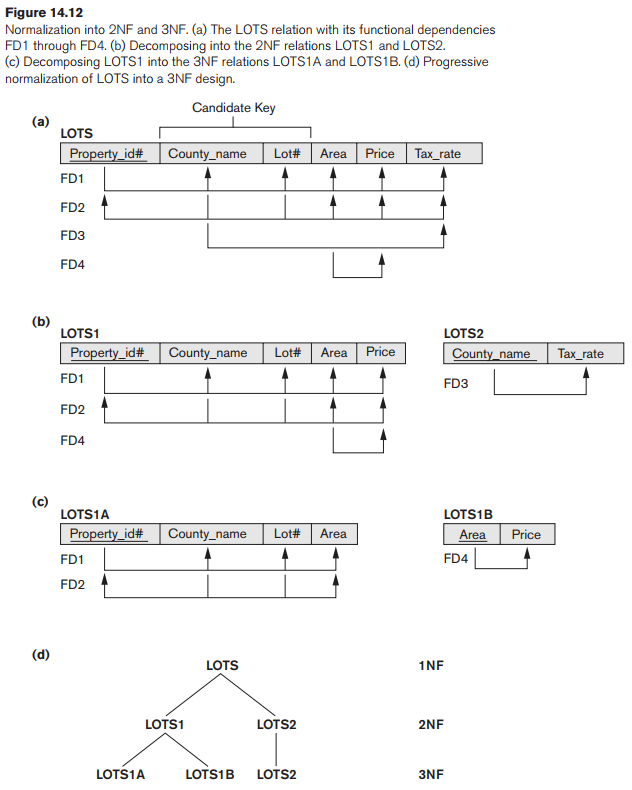 Figure 14.12
Normalization into 2NF and 3NF. (a) The LOTS relation with its functional dependencies
FD1 through FD4. (b) Decomposing into the 2NF relations LOTS1 and LOTS2.
(c) Decomposing LOTS1 into the 3NF relations LOTS1A and LOTS1B. (d) Progressive
normalization of LOTS into a 3NF design.
Candidate Key
(a)
LOTS
Property_id# County_name Lot# Area Price Tax_rate
FD1
FD2
FD3
FD4
(b)
LOTS1
Property_id# County_name Lot# Area Price
FD1
FD2
FD4
LOTS2
County_name Tax_rate
FD3
(c)
LOTS1A
Property_id# County_name Lot# Area
FD1
FD2
LOTS1B
Area Price
FD4
(d)
LOTS 1NF
LOTS1 LOTS2 2NF
LOTS1A LOTS1B LOTS2 3NF